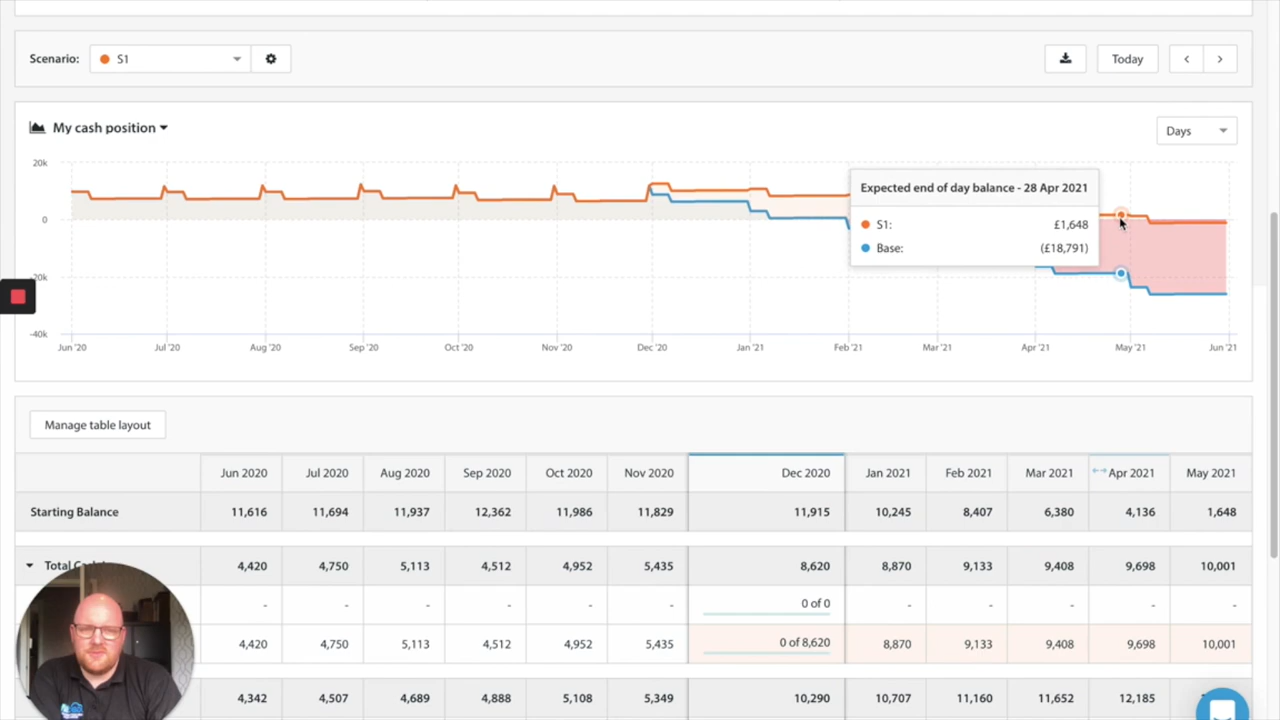 Scenario: S1 Today
My cash position Days
20k
Expected end of day balance - 28 Apr 2021
S1: £1,648
0
Base: (£18,791)
-40k
Jun '20 Jul '20 Aug '20 Sep '20 Oct '20 Nov '20 Dec '20 Jan '21 Feb '21 Mar '21 Apr '21 May '21 Jun '21
Manage table layout
Jun 2020 Jul 2020 Aug 2020 Sep 2020 Oct 2020 Nov 2020 Dec 2020 Jan 2021 Feb 2021 Mar 2021 Apr 2021 May 2021
Starting Balance 11,616 11,694 11,937 12,362 11,986 11,829 11,915 10,245 8,407 6,380 4,136 1,648
Total 4,420 4,750 5,113 4,512 4,952 5,435 8,620 8,870 9,133 9,408 9,698 10,001
- - - - - - 0 of 0 - - - - -
4,420 4,750 5,113 4,512 4,952 5,435 0 of 8,620 8,870 9,133 9,408 9,698 10,001
4,342 4,507 4,689 4,888 5,108 5,349 10,290 10,707 11,160 11,652 12,185